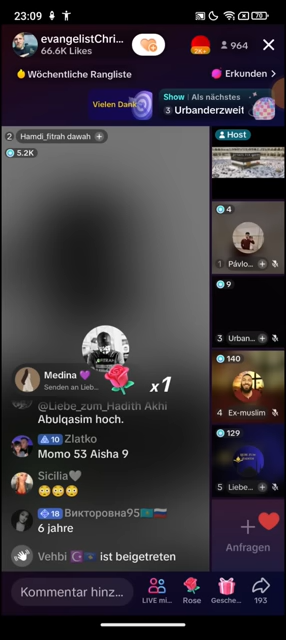 23:09
70
evangelistChri...
66.6K Likes
2K+
964
Wöchentliche Rangliste
Erkunden >
Vielen Dank
Show | Als nächstes
3 Urbanderzweit
2 Hamdi_fitrah dawah +
5.2K
Host
4
1 Pávlo... +
9
3 Urban... +
140
4 Ex-muslim
129
5 Liebe...
Anfragen
Medina 💜
Senden an Lieb...
x1
@Liebe_zum_Hadith Akhi
Abulqasim hoch.
10 Zlatko
Momo 53 Aisha 9
Sicilia🩶
😳😳😳
18 Викторовна95🇰🇿🇷🇺
6 jahre
Vehbi ist beigetreten
Kommentar hinz...
LIVE mi...
Rose
Gesche...
193